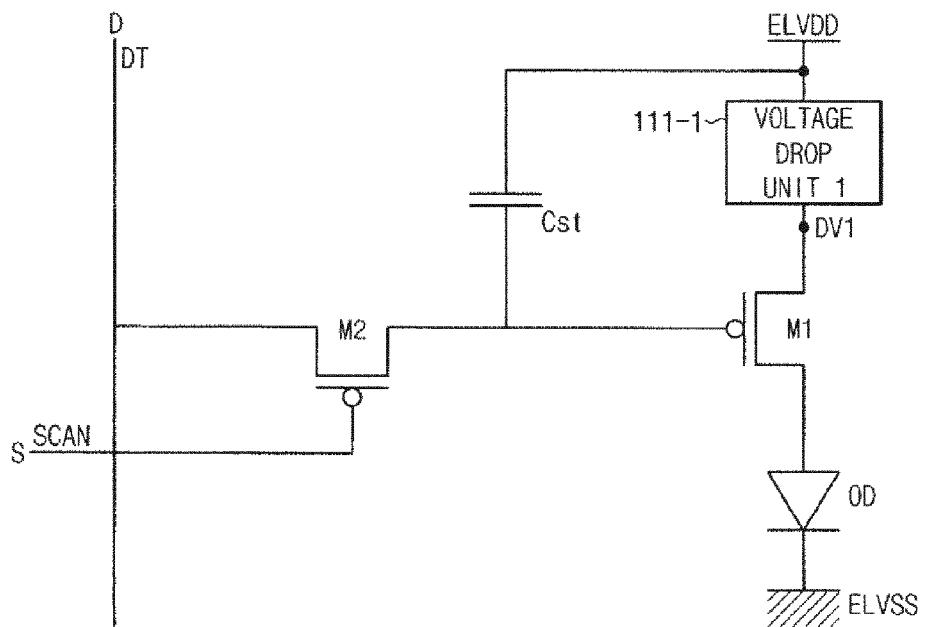 D
DT
ELVDD
111-1
VOLTAGE
DROP
UNIT 1
Cst
DV1
M2
M1
S
SCAN
OD
ELVSS